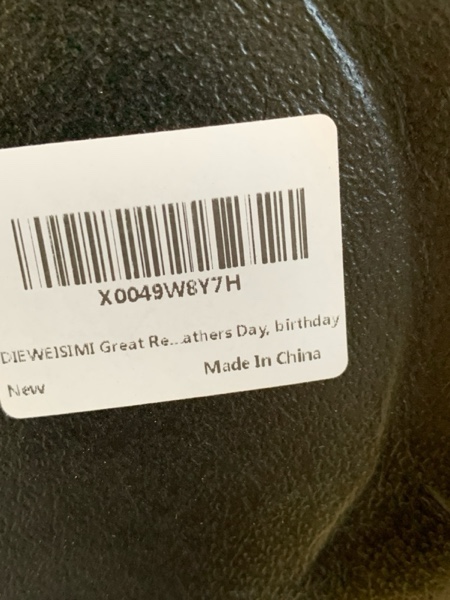 X0049W8Y7H
DIEWEISIMI Great Re...athers Day, birthday
New
Made In China